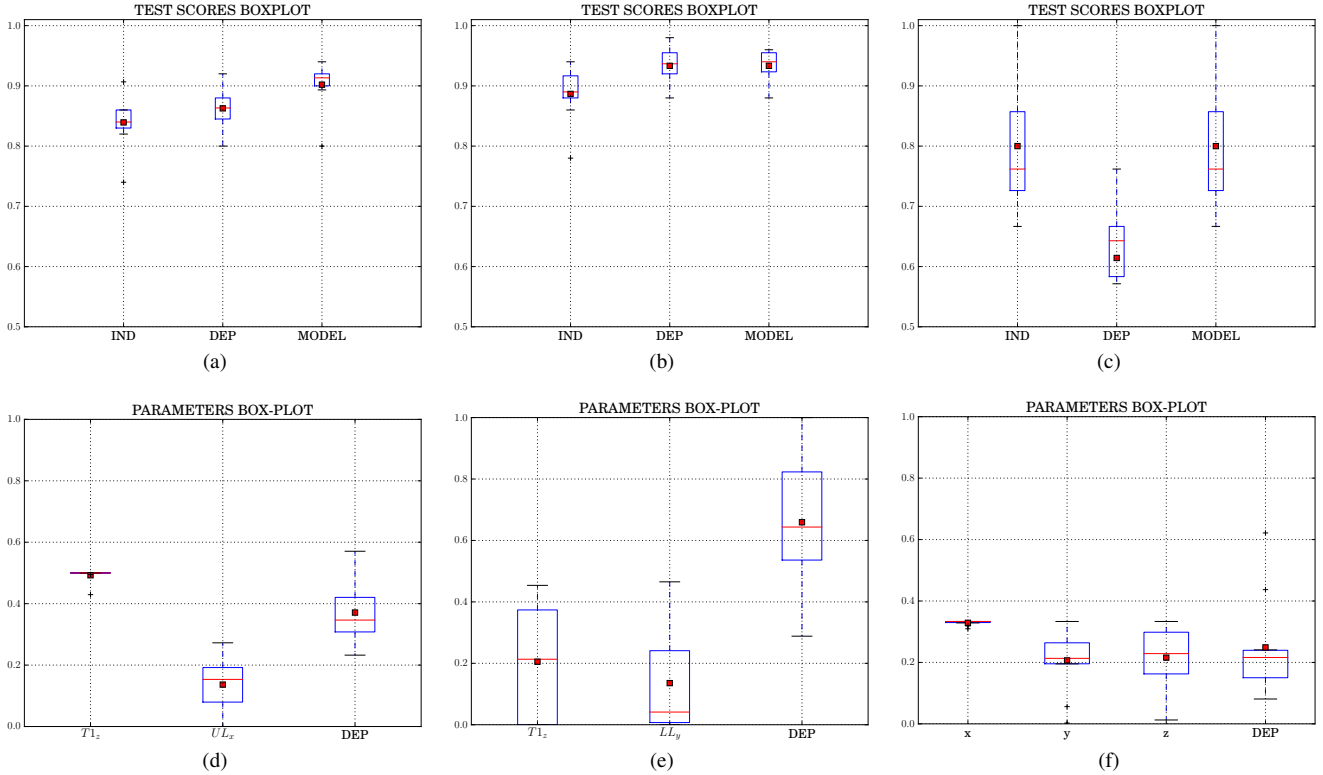 TEST SCORES BOXPLOT
1.0
0.9
0.8
0.7
0.6
0.5
IND DEP MODEL
(a)
TEST SCORES BOXPLOT
1.0
0.9
0.8
0.7
0.6
0.5
IND DEP MODEL
(b)
TEST SCORES BOXPLOT
1.0
0.9
0.8
0.7
0.6
0.5
IND DEP MODEL
(c)
PARAMETERS BOX-PLOT
1.0
0.8
0.6
0.4
0.2
0.0
T1z ULx DEP
(d)
PARAMETERS BOX-PLOT
1.0
0.8
0.6
0.4
0.2
0.0
T1z LLy DEP
(e)
PARAMETERS BOX-PLOT
1.0
0.8
0.6
0.4
0.2
0.0
x y z DEP
(f)